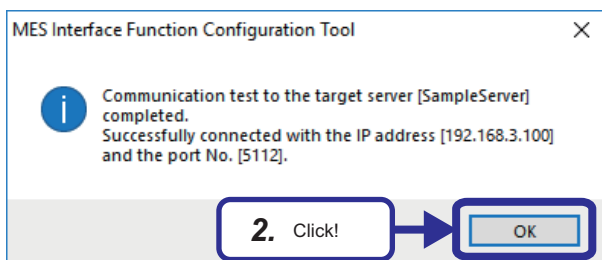 MES Interface Function Configuration Tool
Communication test to the target server [SampleServer]
completed.
Successfully connected with the IP address [192.168.3.100]
and the port No. [5112].
2. Click!
OK